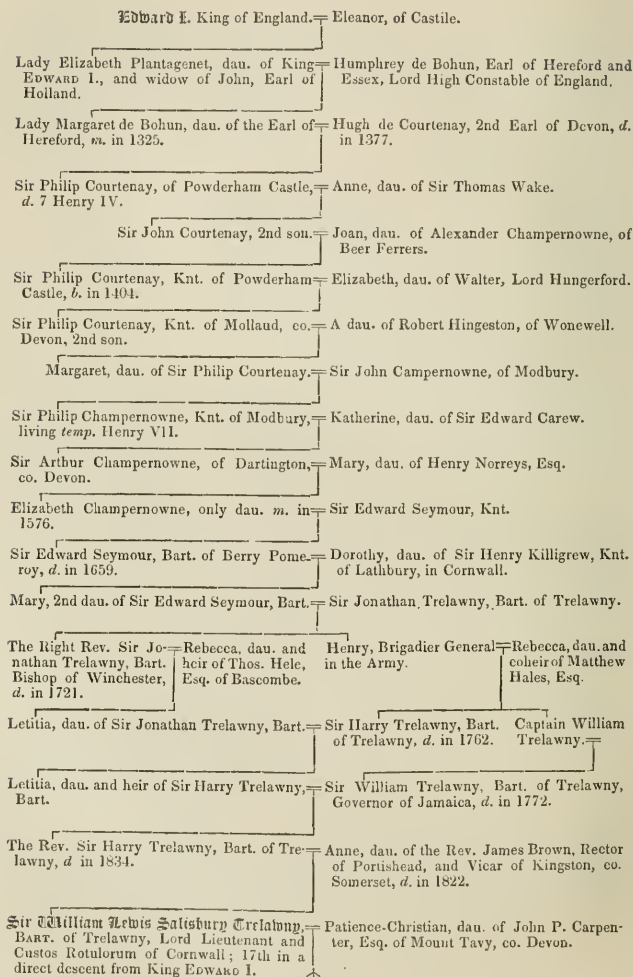 Edward I. King of England. Eleanor, of Castile.
Lady Elizabeth Plantagenet, dau. of King
EDWARD I., and widow of John, Earl of
Holland.
Humphrey de Bohun, Earl of Hereford and
Essex, Lord High Constable of England.
Lady Margaret de Bohun, dau. of the Earl of
Hereford, m. in 1325.
Hugh de Courtenay, 2nd Earl of Devon, d.
in 1377.
Sir Philip Courtenay, of Powderham Castle,
d. 7 Henry IV.
Anne, dau. of Sir Thomas Wake.
Sir John Courtenay, 2nd son.
Joan, dau. of Alexander Champernowne, of
Beer Ferrers.
Sir Philip Courtenay, Knt. of Powderham
Castle, b. in 1404.
Elizabeth, dau. of Walter, Lord Hungerford.
Sir Philip Courtenay, Knt. of Mollaud, co.
Devon, 2nd son.
A dau. of Robert Hingeston, of Wonewell.
Margaret, dau. of Sir Philip Courtenay.
Sir John Campernowne, of Modbury.
Sir Philip Champernowne, Knt. of Modbury,
living temp. Henry VII.
Katherine, dau. of Sir Edward Carew.
Sir Arthur Champernowne, of Dartington,
co. Devon.
Mary, dau. of Henry Norreys, Esq.
Elizabeth Champernowne, only dau. m. in
1576.
Sir Edward Seymour, Knt.
Sir Edward Seymour, Bart. of Berry Pome-
roy, d. in 1659.
Dorothy, dau. of Sir Henry Killigrew, Knt.
of Lathbury, in Cornwall.
Mary, 2nd dau. of Sir Edward Seymour, Bart.
Sir Jonathan Trelawny, Bart. of Trelawny.
The Right Rev. Sir Jo-
nathan Trelawny, Bart.
Bishop of Winchester,
d. in 1721.
Rebecca, dau. and
heir of Thos. Hele,
Esq. of Bascombe.
Henry, Brigadier General
in the Army.
Rebecca, dau. and
coheir of Matthew
Hales, Esq.
Letitia, dau. of Sir Jonathan Trelawny, Bart.
Sir Harry Trelawny, Bart.
of Trelawny, d. in 1762.
Captain William
Trelawny.
Letitia, dau. and heir of Sir Harry Trelawny,
Bart.
Sir William Trelawny, Bart. of Trelawny,
Governor of Jamaica, d. in 1772.
The Rev. Sir Harry Trelawny, Bart. of Tre-
lawny, d in 1834.
Anne, dau. of the Rev. James Brown, Rector
of Portishead, and Vicar of Kingston, co.
Somerset, d. in 1822.
Sir William Lewis Salisbury Trelawny,
BART. of Trelawny, Lord Lieutenant and
Custos Rotulorum of Cornwall; 17th in a
direct descent from King EDWARD I.
Patience-Christian, dau. of John P. Carpen-
ter, Esq. of Mount Tavy, co. Devon.